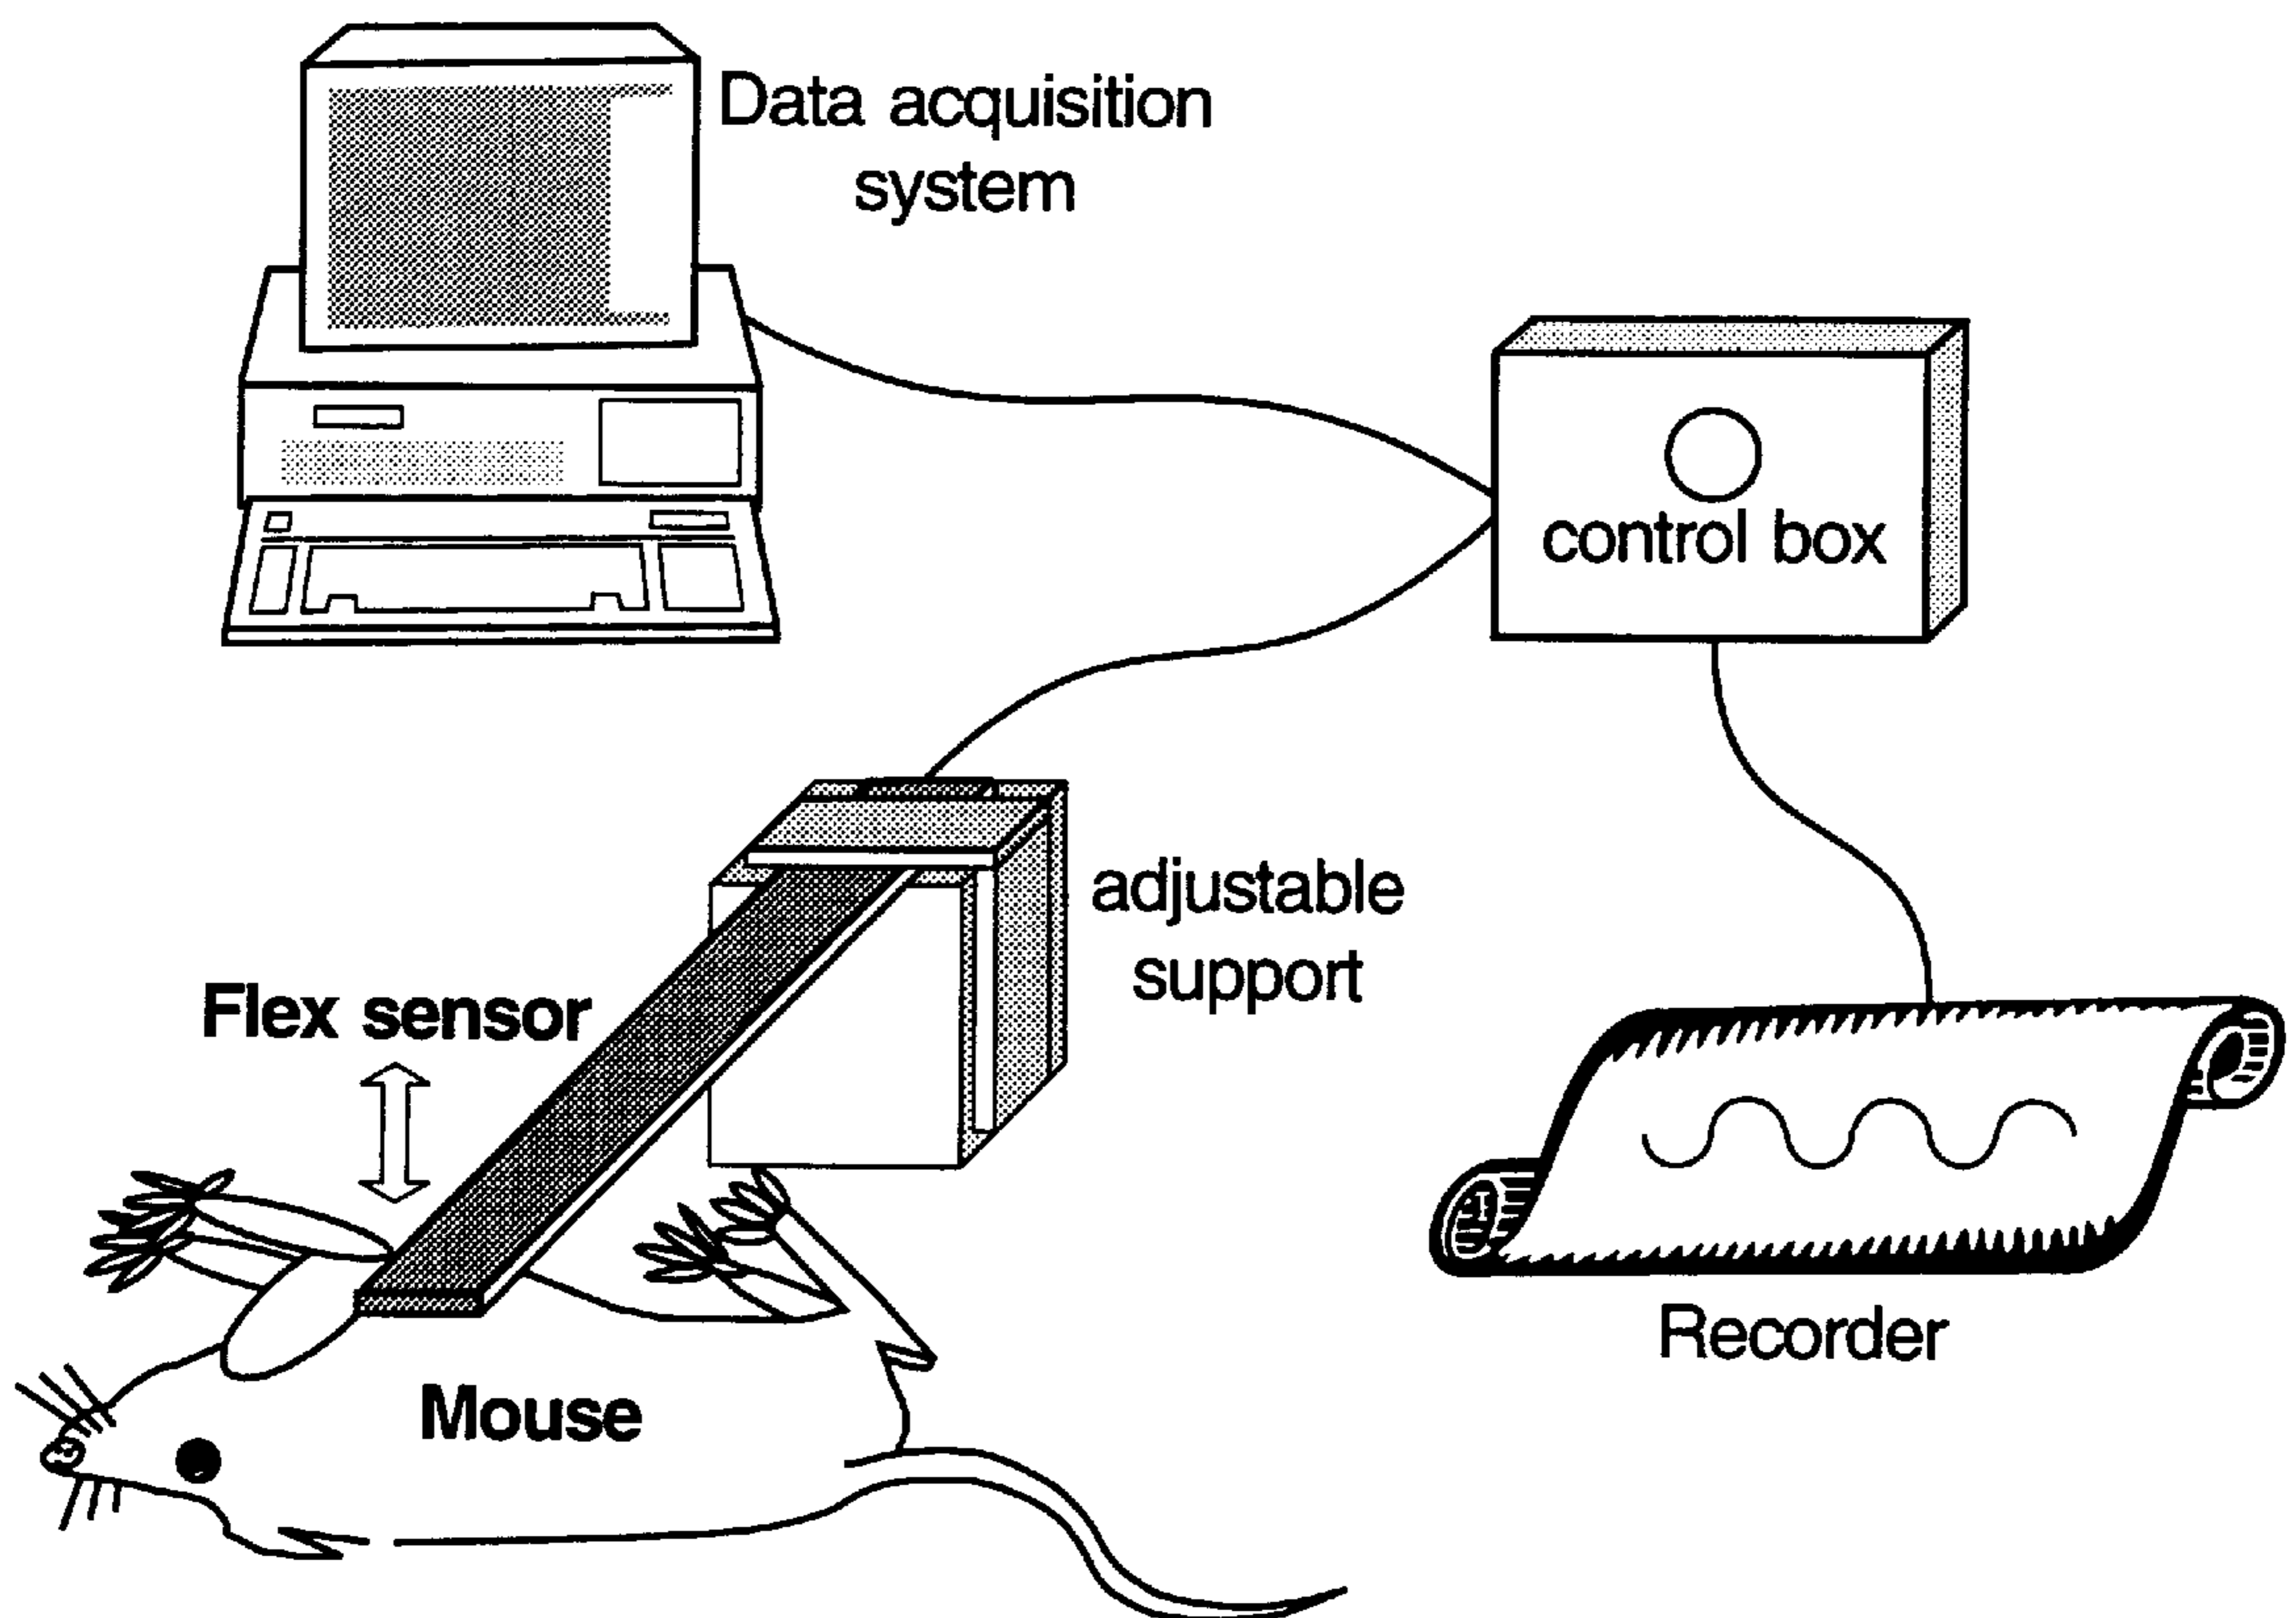 Data acquisition
system
control box
adjustable
support
Flex sensor
Mouse
Recorder